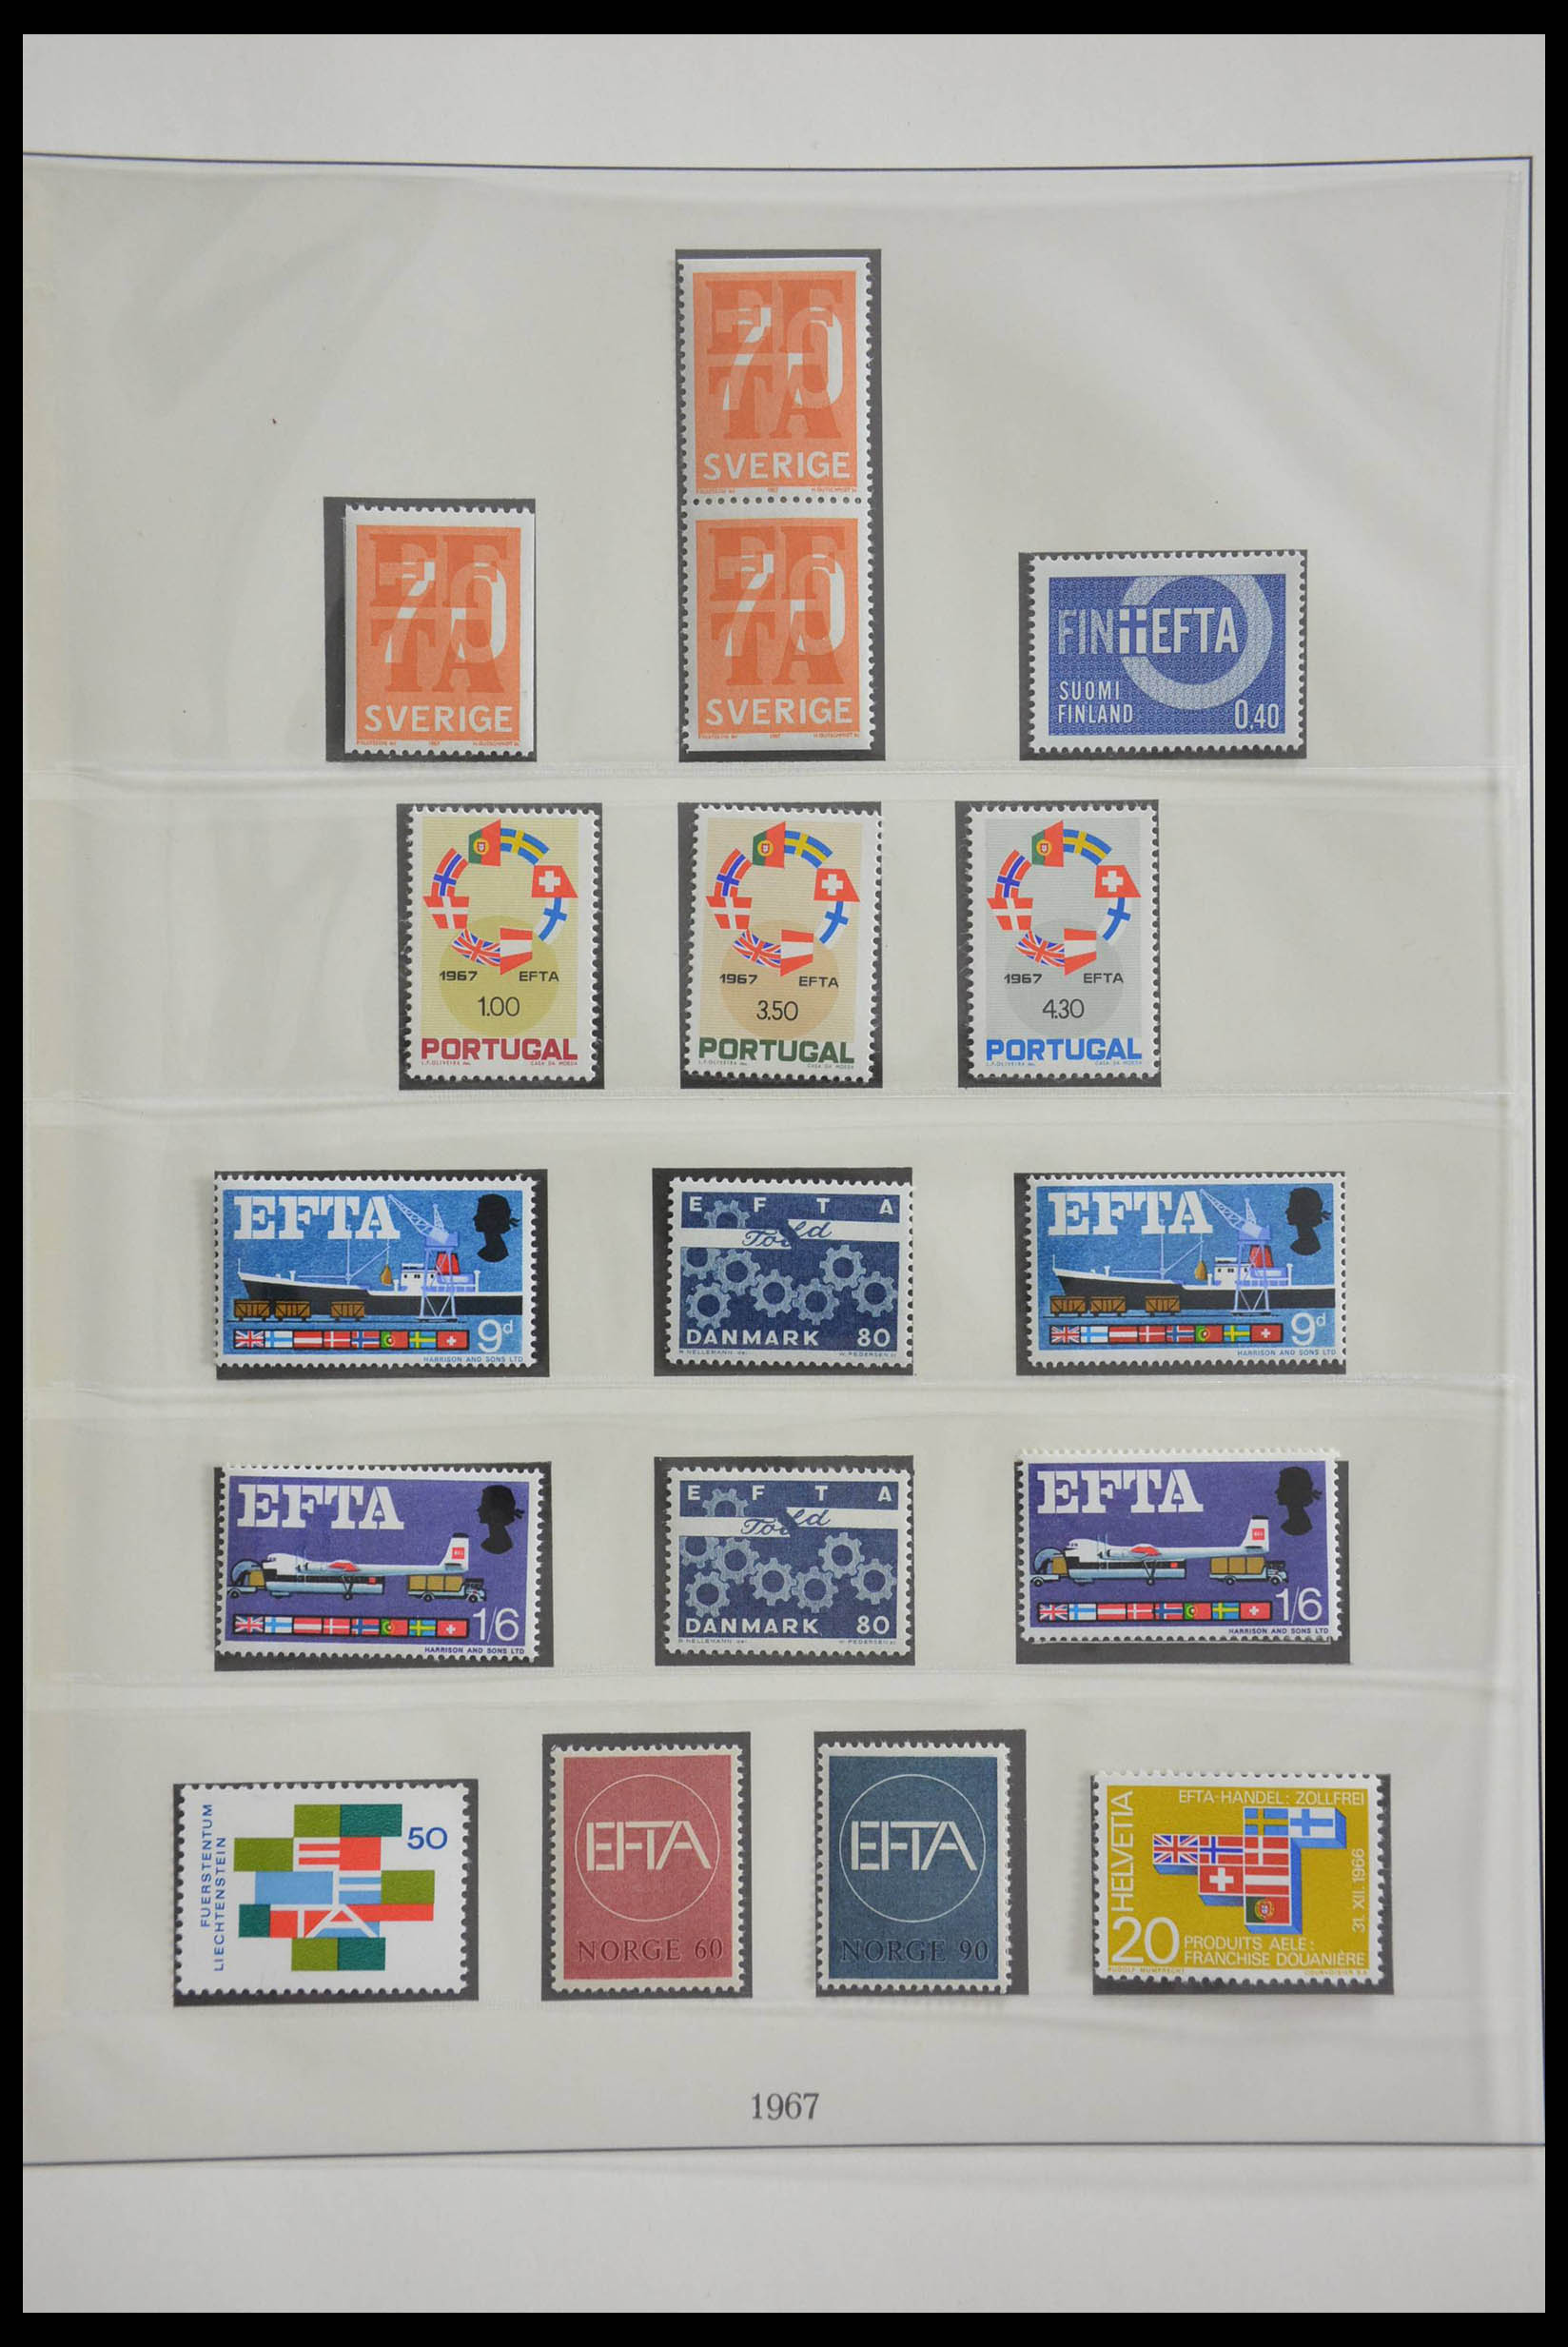 EFTA
70
SVERIGE
EFTA
70
SVERIGE
EFTA
70
SVERIGE
FINEFTA
SUOMI
FINLAND
0,40
1967 EFTA
1.00
PORTUGAL
1967 EFTA
3.50
PORTUGAL
1967 EFTA
4.30
PORTUGAL
EFTA
9d
HARRISON AND SONS LTD
E F T A
Told
DANMARK 80
EFTA
9d
HARRISON AND SONS LTD
EFTA
1/6
HARRISON AND SONS LTD
E F T A
Told
DANMARK 80
EFTA
1/6
HARRISON AND SONS LTD
FUERSTENTUM
LIECHTENSTEIN
50
EFTA
EFTA
NORGE 60
EFTA
NORGE 90
EFTA-HANDEL: ZOLLFREI
HELVETIA
31. XII. 1966
20
PRODUITS AELE:
FRANCHISE DOUANIÈRE
1967